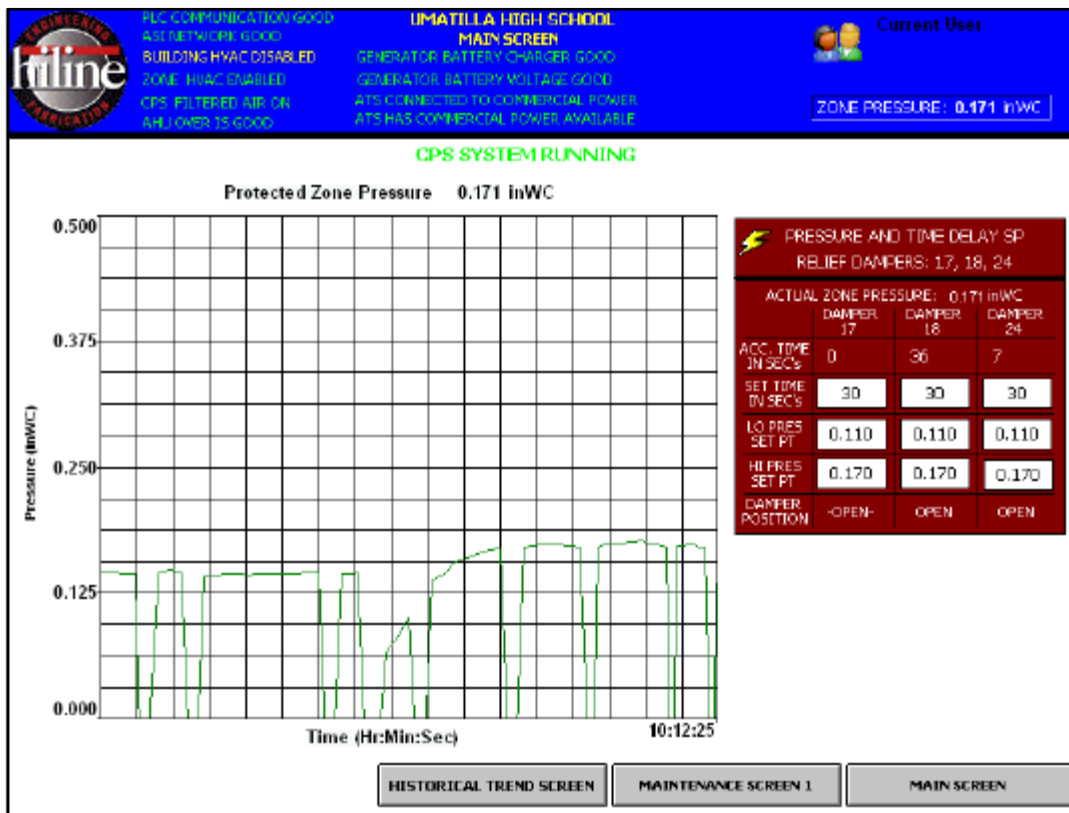 ENGINEERING
hiline
FABRICATION
PLC COMMUNICATION GOOD
ASI NETWORK GOOD
BUILDING HVAC DISABLED
ZONE HVAC ENABLED
CPS FILTERED AIR ON
AHU OVER IS GOOD
UMATILLA HIGH SCHOOL
MAIN SCREEN
GENERATOR BATTERY CHARGER GOOD
GENERATOR BATTERY VOLTAGE GOOD
ATS CONNECTED TO COMMERCIAL POWER
ATS HAS COMMERCIAL POWER AVAILABLE
Current User
ZONE PRESSURE: 0.171 inWC
CPS SYSTEM RUNNING
Protected Zone Pressure 0.171 inWC
0.500
0.375
0.250
0.125
0.000
Pressure (inWC)
Time (Hr:Min:Sec)
10:12:25
PRESSURE AND TIME DELAY SP
RELIEF DAMPERS: 17, 18, 24
ACTUAL ZONE PRESSURE: 0.171 inWC
DAMPER 17 DAMPER 18 DAMPER 24
ACC. TIME IN SEC's 0 36 7
SET TIME IN SEC's 30 30 30
LO PRES SET PT 0.110 0.110 0.110
HI PRES SET PT 0.170 0.170 0.170
DAMPER POSITION -OPEN- OPEN OPEN
HISTORICAL TREND SCREEN
MAINTENANCE SCREEN 1
MAIN SCREEN